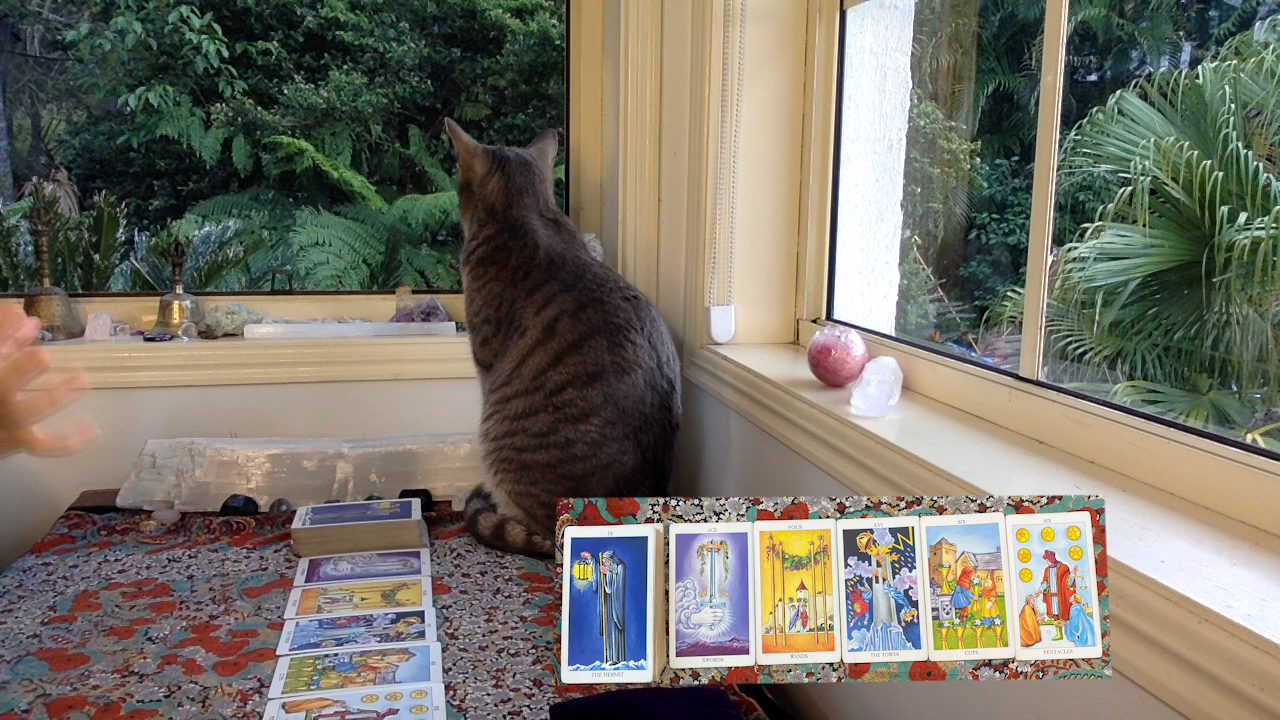 IX
THE HERMIT
ACE
SWORDS
FOUR
WANDS
XVI
THE TOWER
SIX
CUPS
SIX
PENTACLES